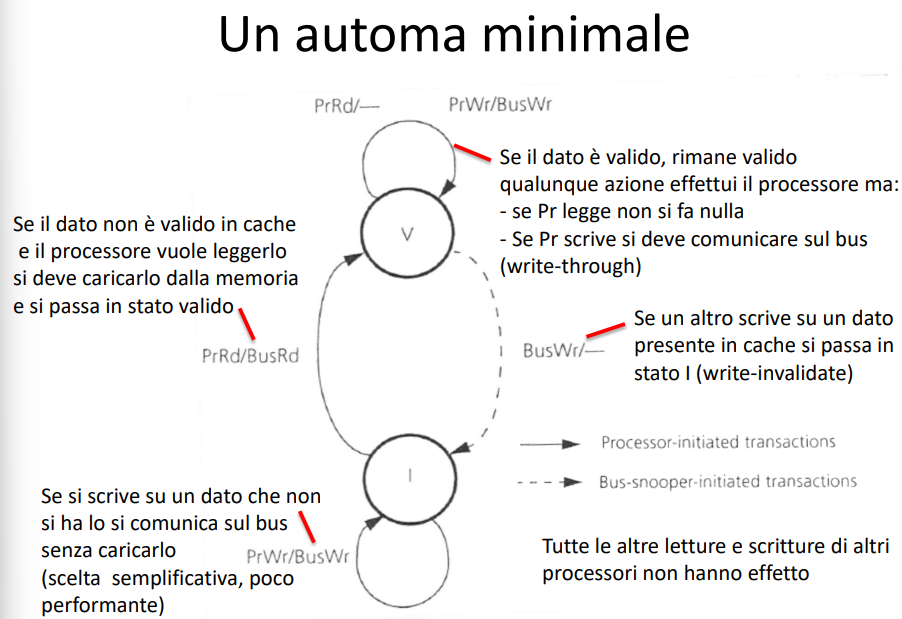 Un automa minimale
PrRd/—
PrWr/BusWr
Se il dato è valido, rimane valido
qualunque azione effettui il processore ma:
- se Pr legge non si fa nulla
- Se Pr scrive si deve comunicare sul bus
(write-through)
V
Se il dato non è valido in cache
e il processore vuole leggerlo
si deve caricarlo dalla memoria
e si passa in stato valido
PrRd/BusRd
BusWr/—
Se un altro scrive su un dato
presente in cache si passa in
stato I (write-invalidate)
Processor-initiated transactions
Bus-snooper-initiated transactions
I
Se si scrive su un dato che non
si ha lo si comunica sul bus
senza caricarlo
(scelta semplificativa, poco
performante)
PrWr/BusWr
Tutte le altre letture e scritture di altri
processori non hanno effetto